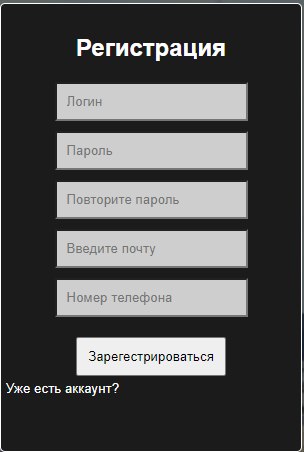 Регистрация
Логин
Пароль
Повторите пароль
Введите почту
Номер телефона
Зарегестрироваться
Уже есть аккаунт?